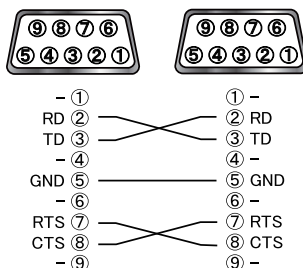 ⑨⑧⑦⑥ ⑨⑧⑦⑥
⑤④③②① ⑤④③②①
- ① ① -
RD ② ② RD
TD ③ ③ TD
- ④ ④ -
GND ⑤ ⑤ GND
- ⑥ ⑥ -
RTS ⑦ ⑦ RTS
CTS ⑧ ⑧ CTS
- ⑨ ⑨ -